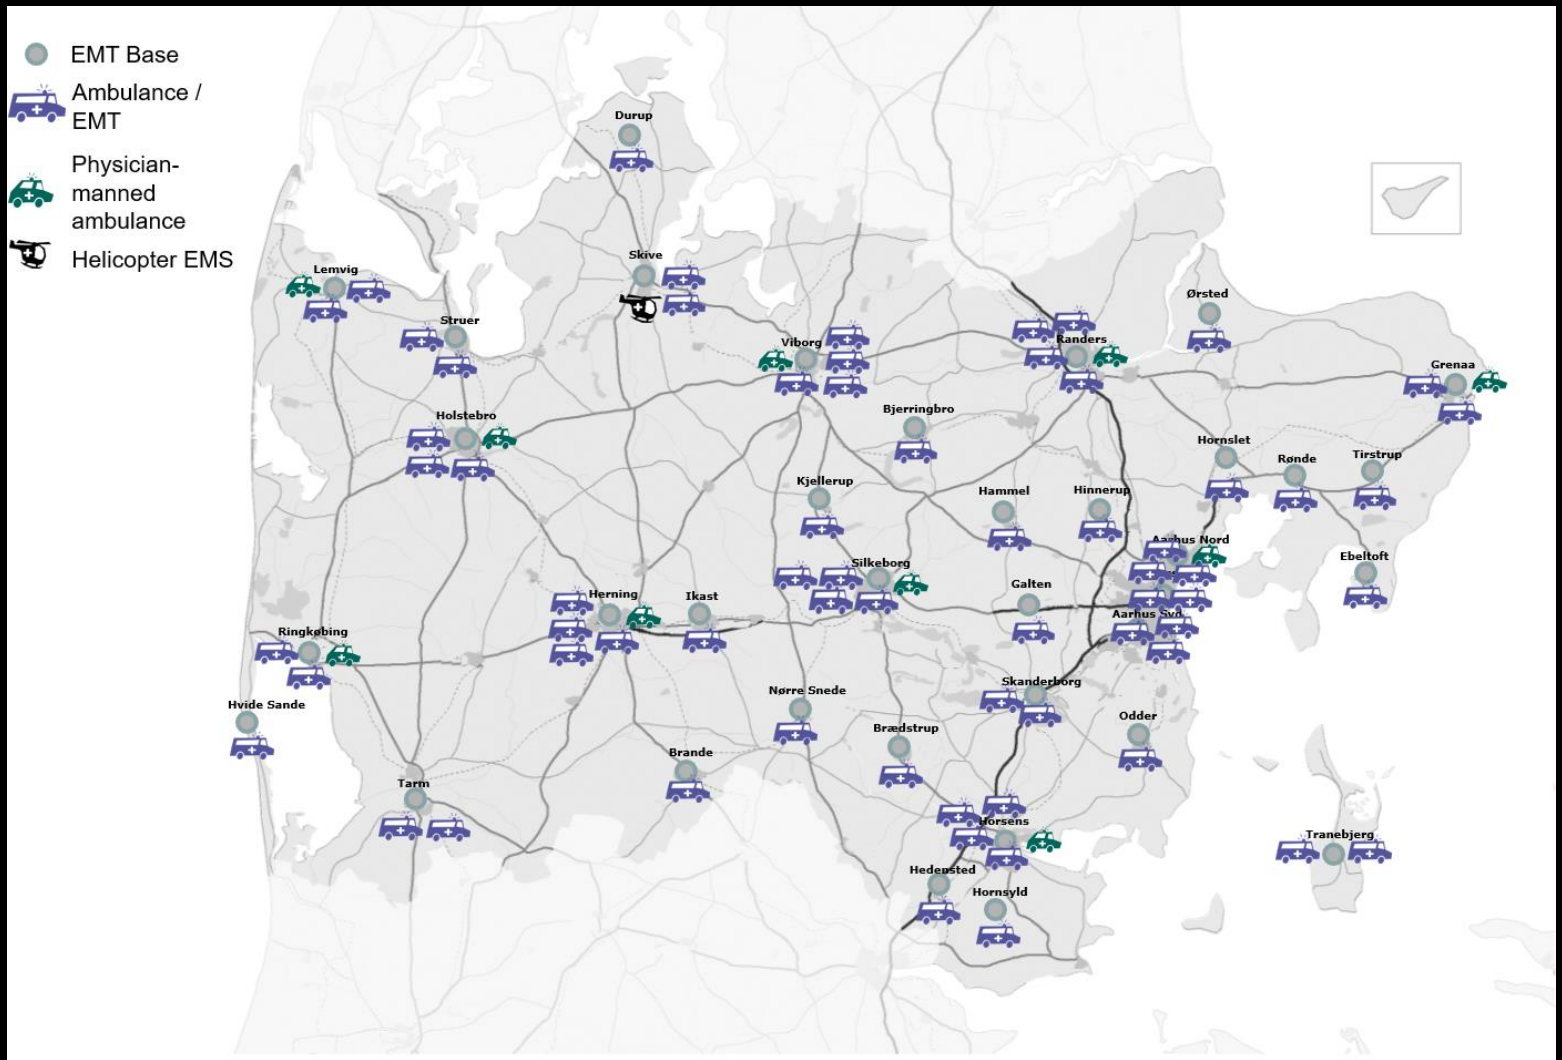 EMT Base
Ambulance /
EMT
Physician-
manned
ambulance
Helicopter EMS
Durup
Skive
Lemvig
Struer
Ørsted
Viborg
Randers
Grenaa
Holstebro
Bjerringbro
Hornslet
Rønde
Tirstrup
Kjellerup
Hammel
Hinnerup
Aarhus Nord
Ebeltoft
Silkeborg
Galten
Herning
Ikast
Aarhus Syd
Ringkøbing
Skanderborg
Nørre Snede
Hvide Sande
Odder
Brædstrup
Brande
Tarm
Horsens
Tranebjerg
Hedensted
Hornsyld